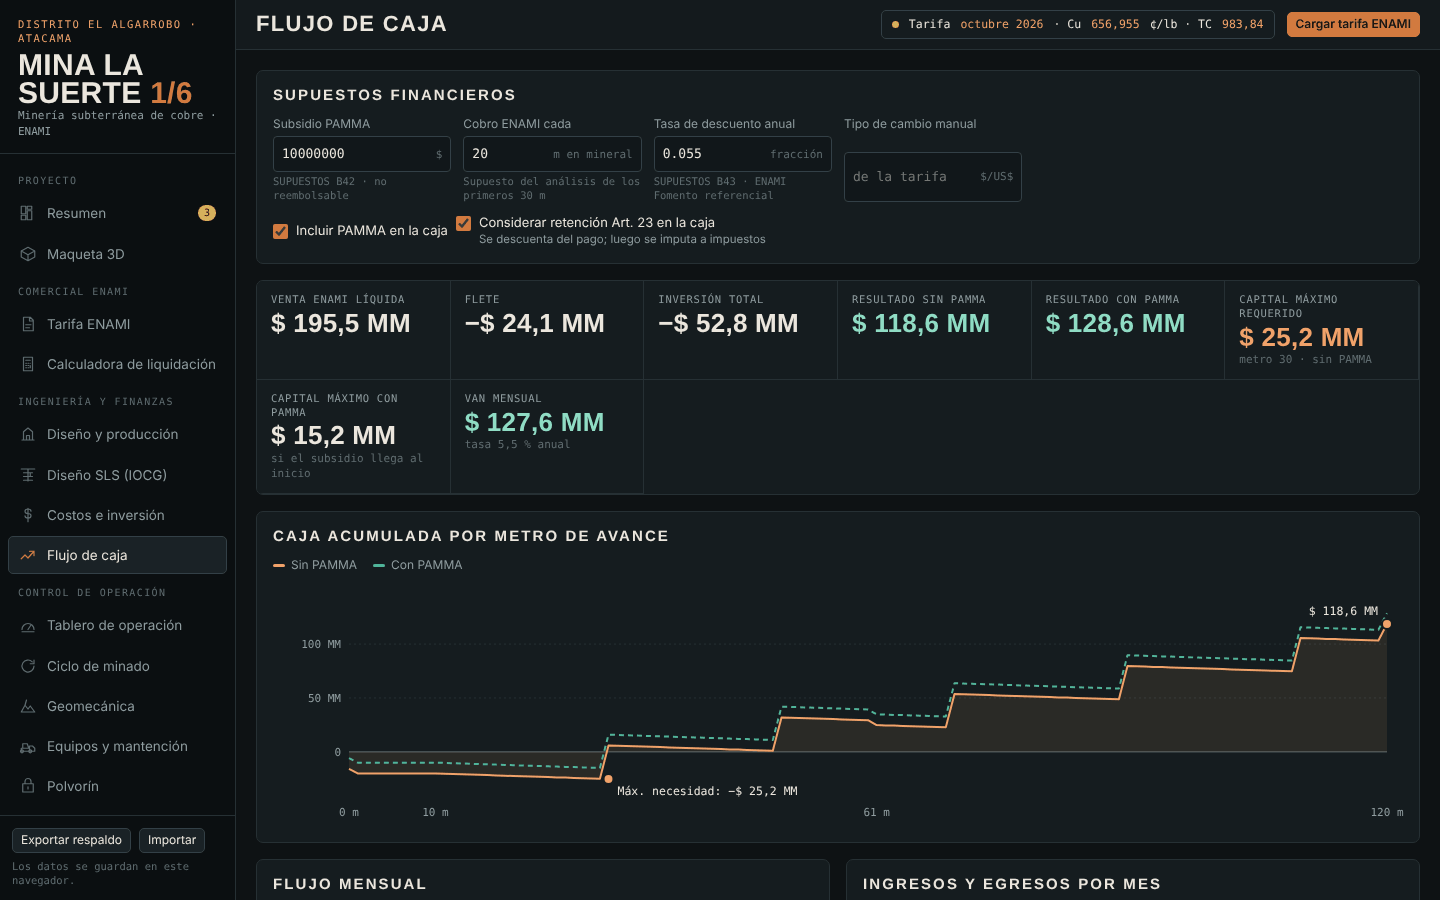 DISTRITO EL ALGARROBO ·
ATACAMA
MINA LA
SUERTE 1/6
Minería subterránea de cobre ·
ENAMI
PROYECTO
Resumen 3
Maqueta 3D
COMERCIAL ENAMI
Tarifa ENAMI
Calculadora de liquidación
INGENIERÍA Y FINANZAS
Diseño y producción
Diseño SLS (IOCG)
Costos e inversión
Flujo de caja
CONTROL DE OPERACIÓN
Tablero de operación
Ciclo de minado
Geomecánica
Equipos y mantención
Polvorín
Exportar respaldo Importar
Los datos se guardan en este
navegador.
FLUJO DE CAJA
Tarifa octubre 2026 · Cu 656,955 ¢/lb · TC 983,84
Cargar tarifa ENAMI
SUPUESTOS FINANCIEROS
Subsidio PAMMA
10000000 $
SUPUESTOS B42 · no
reembolsable
Cobro ENAMI cada
20 m en mineral
Supuesto del análisis de los
primeros 30 m
Tasa de descuento anual
0.055 fracción
SUPUESTOS B43 · ENAMI
Fomento referencial
Tipo de cambio manual
de la tarifa $/US$
Incluir PAMMA en la caja
Considerar retención Art. 23 en la caja
Se descuenta del pago; luego se imputa a impuestos
VENTA ENAMI LÍQUIDA
$ 195,5 MM
FLETE
−$ 24,1 MM
INVERSIÓN TOTAL
−$ 52,8 MM
RESULTADO SIN PAMMA
$ 118,6 MM
RESULTADO CON PAMMA
$ 128,6 MM
CAPITAL MÁXIMO
REQUERIDO
$ 25,2 MM
metro 30 · sin PAMMA
CAPITAL MÁXIMO CON
PAMMA
$ 15,2 MM
si el subsidio llega al
inicio
VAN MENSUAL
$ 127,6 MM
tasa 5,5 % anual
CAJA ACUMULADA POR METRO DE AVANCE
Sin PAMMA Con PAMMA
$ 118,6 MM
100 MM
50 MM
0
Máx. necesidad: −$ 25,2 MM
0 m 10 m 61 m 120 m
FLUJO MENSUAL
INGRESOS Y EGRESOS POR MES